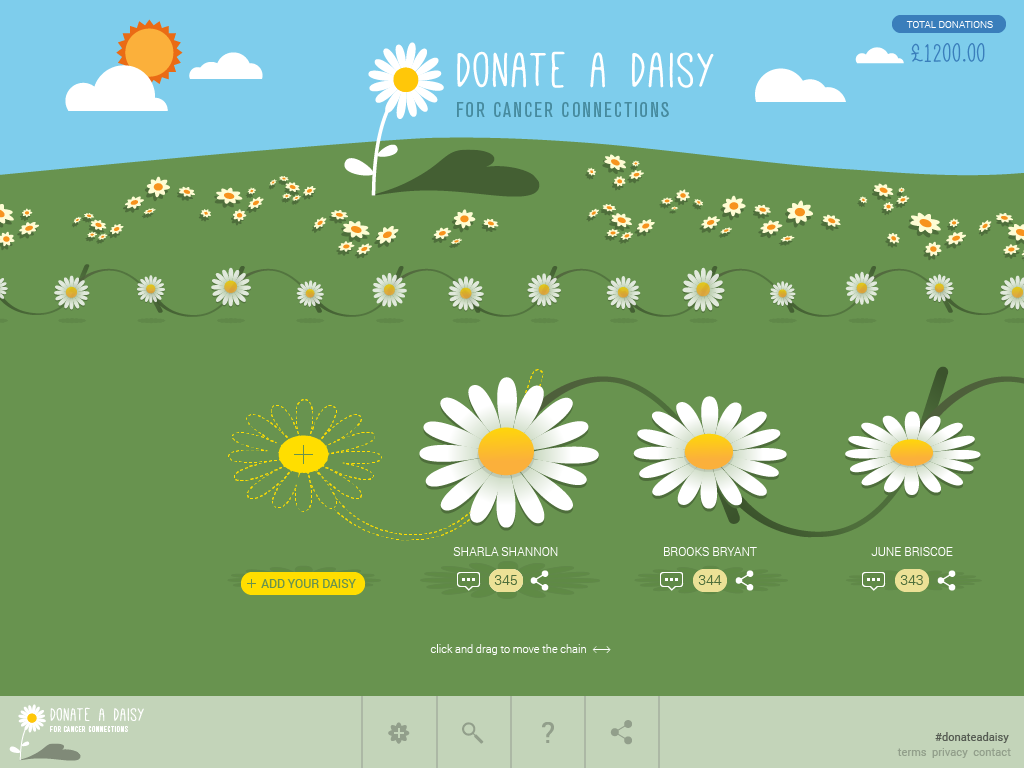 TOTAL DONATIONS
£1200.00
DONATE A DAISY
FOR CANCER CONNECTIONS
SHARLA SHANNON
BROOKS BRYANT
JUNE BRISCOE
+ ADD YOUR DAISY
345
344
343
click and drag to move the chain
DONATE A DAISY
FOR CANCER CONNECTIONS
?
#donateadaisy
terms privacy contact